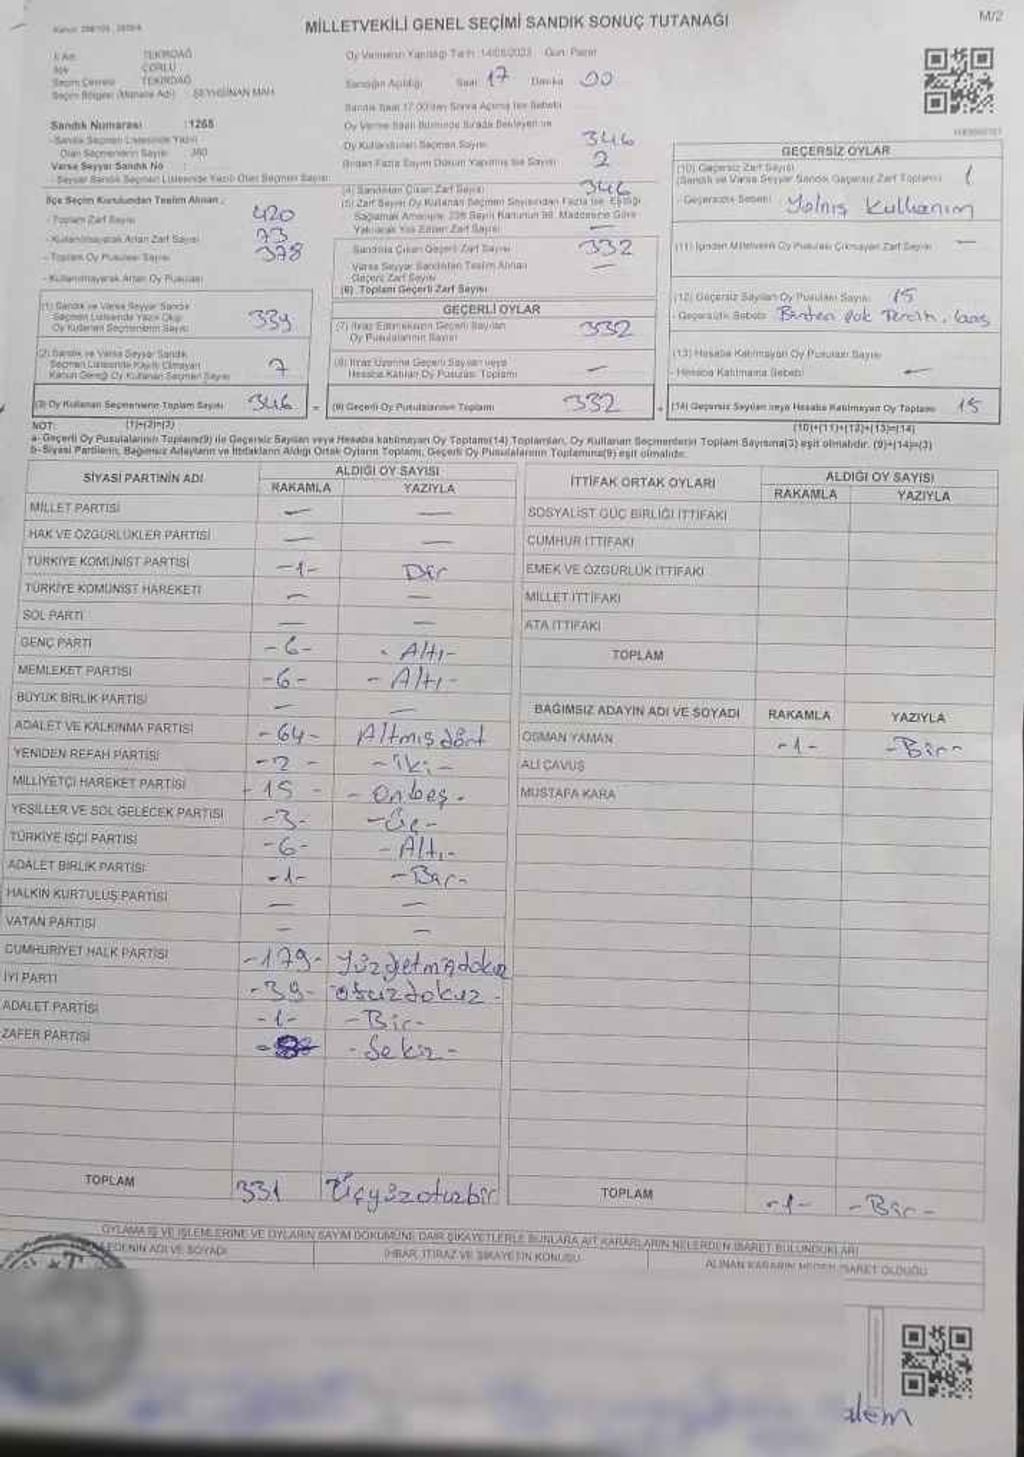 MİLLETVEKİLİ GENEL SEÇİMİ SANDIK SONUÇ TUTANAĞI
M/2
İl Adı : TEKİRDAĞ
İlçe : ÇORLU
Seçim Çevresi : TEKİRDAĞ
Seçim Bölgesi (Mahalle Adı) : ŞEYHSİNAN MAH.
Sandık Numarası : 1268
- Sandık Seçmen Listesinde Yazılı
Olan Seçmenlerin Sayısı : 380
Varsa Seyyar Sandık No :
- Seyyar Sandık Seçmen Listesinde Yazılı Olan Seçmen Sayısı
İlçe Seçim Kurulundan Teslim Alınan ;
- Toplam Zarf Sayısı 420
- Kullanılmayarak Artan Zarf Sayısı 73
- Toplam Oy Pusulası Sayısı 378
- Kullanılmayarak Artan Oy Pusulası
(1) Sandık ve Varsa Seyyar Sandık
Seçmen Listesinde Yazılı Olup
Oy Kullanan Seçmenlerin Sayısı 339
(2) Sandık ve Varsa Seyyar Sandık
Seçmen Listesinde Kayıtlı Olmayan
Kanun Gereği Oy Kullanan Seçmen Sayısı 7
(3) Oy Kullanan Seçmenlerin Toplam Sayısı 346
Oy Vermenin Yapıldığı Tarih : 14/05/2023 Gün: Pazar
Sandığın Açıldığı Saat 17 Dakika 00
Sandık Saat 17.00'den Sonra Açılmış İse Sebebi
Oy Verme Saati Bitiminde Sırada Bekleyen ve
Oy Kullandırılan Seçmen Sayısı 346
Birden Fazla Sayım Döküm Yapılmış İse Sayısı 2
(4) Sandıktan Çıkan Zarf Sayısı 346
(5) Zarf Sayısı Oy Kullanan Seçmen Sayısından Fazla İse, Eşitliği
Sağlamak Amacıyla, 298 Sayılı Kanunun 98. Maddesine Göre
Yakılarak Yok Edilen Zarf Sayısı —
Sandıkta Çıkan Geçerli Zarf Sayısı 332
Varsa Seyyar Sandıktan Teslim Alınan
Geçerli Zarf Sayısı —
(6) Toplam Geçerli Zarf Sayısı
GEÇERLİ OYLAR
(7) İtiraz Edilmeksizin Geçerli Sayılan
Oy Pusulalarının Sayısı 332
(8) İtiraz Üzerine Geçerli Sayılan veya
Hesaba Katılan Oy Pusulası Toplamı —
(9) Geçerli Oy Pusulalarının Toplamı 332
GEÇERSİZ OYLAR
(10) Geçersiz Zarf Sayısı
(Sandık ve Varsa Seyyar Sandık Geçersiz Zarf Toplamı) 1
- Geçersizlik Sebebi : Yalnış Kullanım
(11) İçinden Milletvekili Oy Pusulası Çıkmayan Zarf Sayısı —
(12) Geçersiz Sayılan Oy Pusulası Sayısı 15
- Geçersizlik Sebebi : Birden çok Tercih,
(13) Hesaba Katılmayan Oy Pusulası Sayısı
- Hesaba Katılmama Sebebi : —
(14) Geçersiz Sayılan veya Hesaba Katılmayan Oy Toplamı 15
NOT: (1)+(2)=(3)
(10)+(11)+(12)+(13)=(14)
a- Geçerli Oy Pusulalarının Toplamı(9) ile Geçersiz Sayılan veya Hesaba katılmayan Oy Toplamı(14) Toplamları, Oy Kullanan Seçmenlerin Toplam Sayısına(3) eşit olmalıdır. (9)+(14)=(3)
b- Siyasi Partilerin, Bağımsız Adayların ve İttifakların Aldığı Ortak Oyların Toplamı, Geçerli Oy Pusulalarının Toplamına(9) eşit olmalıdır.
SİYASİ PARTİNİN ADI ALDIĞI OY SAYISI
RAKAMLA YAZIYLA
MİLLET PARTİSİ — —
HAK VE ÖZGÜRLÜKLER PARTİSİ — —
TÜRKİYE KOMÜNİST PARTİSİ -1- Bir
TÜRKİYE KOMÜNİST HAREKETİ — —
SOL PARTİ — —
GENÇ PARTİ -6- - Altı-
MEMLEKET PARTİSİ -6- - Altı-
BÜYÜK BİRLİK PARTİSİ — —
ADALET VE KALKINMA PARTİSİ -64- Altmışdört
YENİDEN REFAH PARTİSİ -2- -iki-
MİLLİYETÇİ HAREKET PARTİSİ -15- -Onbeş-
YEŞİLLER VE SOL GELECEK PARTİSİ -3- -Üç-
TÜRKİYE İŞÇİ PARTİSİ -6- -Altı-
ADALET BİRLİK PARTİSİ -1- -Bir-
HALKIN KURTULUŞ PARTİSİ — —
VATAN PARTİSİ — —
CUMHURİYET HALK PARTİSİ -179- Yüzyetmişdokuz
İYİ PARTİ -39- otuzdokuz-
ADALET PARTİSİ -1- -Bir-
ZAFER PARTİSİ -8- -Sekiz-
TOPLAM 331 Üçyüzotuzbir
İTTİFAK ORTAK OYLARI ALDIĞI OY SAYISI
RAKAMLA YAZIYLA
SOSYALİST GÜÇ BİRLİĞİ İTTİFAKI
CUMHUR İTTİFAKI
EMEK VE ÖZGÜRLÜK İTTİFAKI
MİLLET İTTİFAKI
ATA İTTİFAKI
TOPLAM
BAĞIMSIZ ADAYIN ADI VE SOYADI RAKAMLA YAZIYLA
OSMAN YAMAN -1- -Bir-
ALİ ÇAVUŞ
MUSTAFA KARA
TOPLAM -1- -Bir-
OYLAMA İŞ VE İŞLEMLERİNE VE OYLARIN SAYIM DÖKÜMÜNE DAİR ŞİKAYETLERLE BUNLARA AİT KARARLARIN NELERDEN İBARET BULUNDUKLARI
EDENİN ADI VE SOYADI
İHBAR, İTİRAZ VE ŞİKAYETİN KONUSU
ALINAN KARARIN NEDEN İBARET OLDUĞU
alem